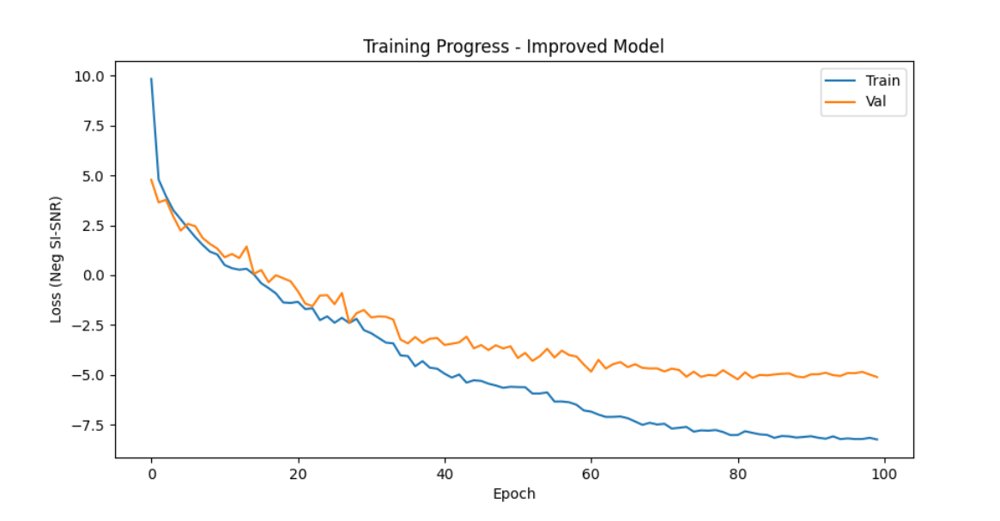 Training Progress - Improved Model
Loss (Neg SI-SNR)
10.0
7.5
5.0
2.5
0.0
−2.5
−5.0
−7.5
Train
Val
0
20
40
60
80
100
Epoch